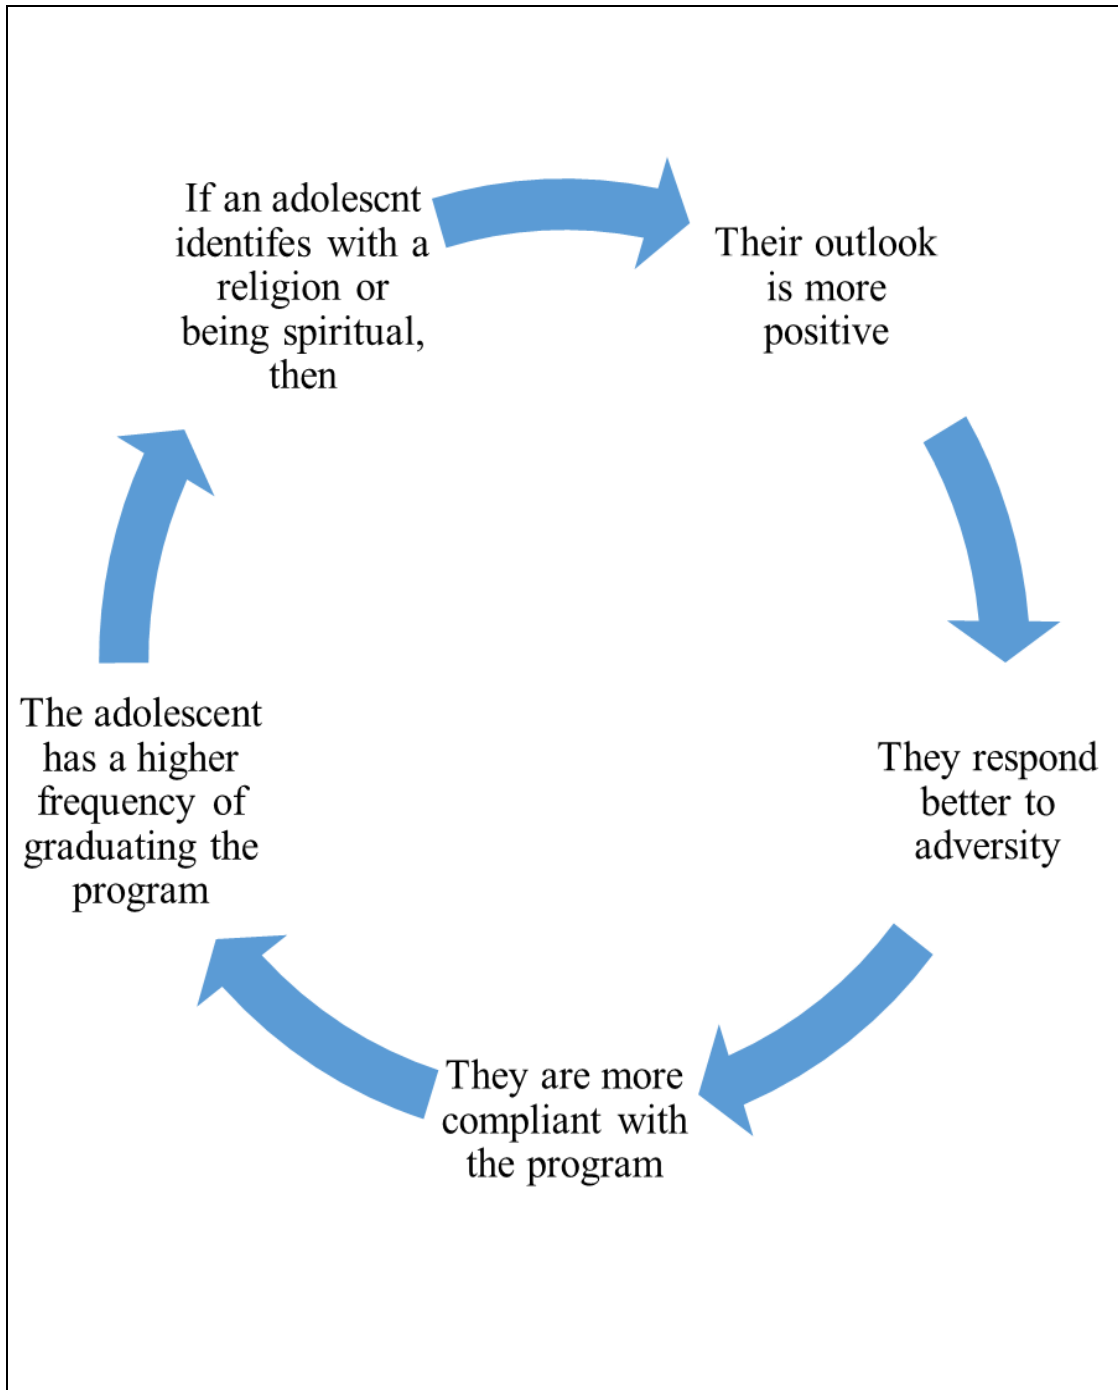 If an adolescnt
identifes with a
religion or
being spiritual,
then
Their outlook
is more
positive
They respond
better to
adversity
They are more
compliant with
the program
The adolescent
has a higher
frequency of
graduating the
program